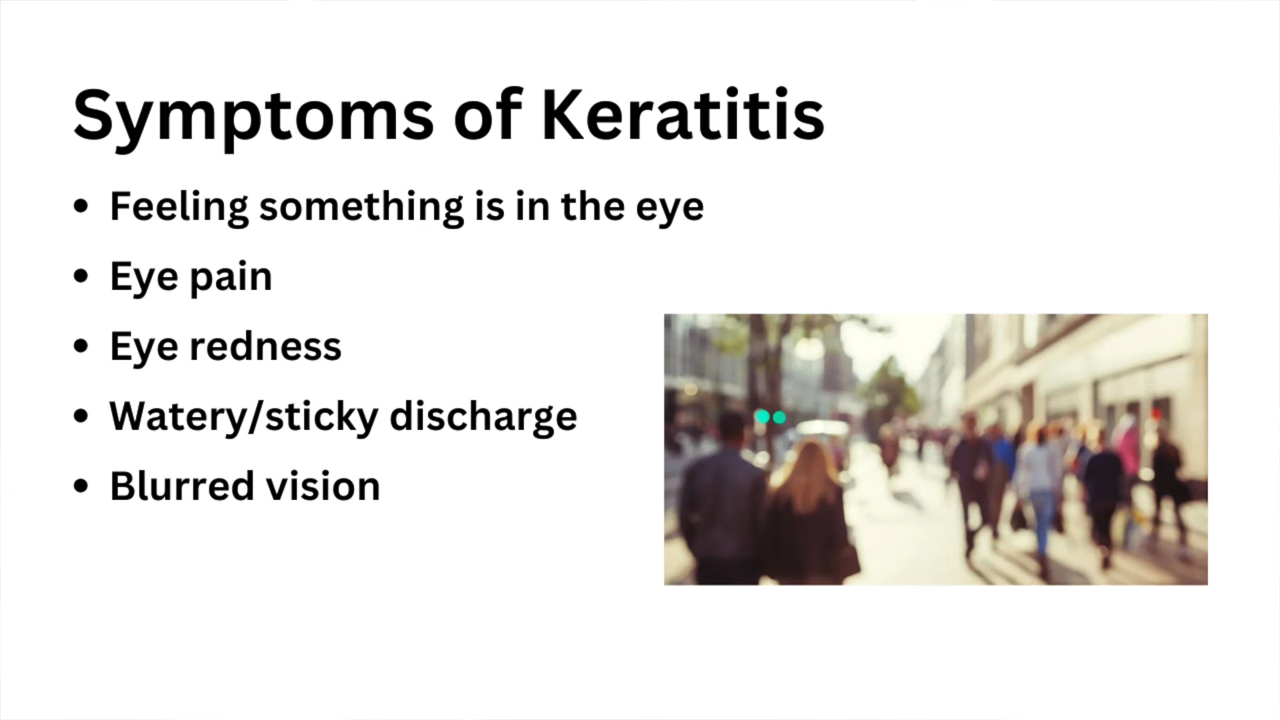 Symptoms of Keratitis
• Feeling something is in the eye
• Eye pain
• Eye redness
• Watery/sticky discharge
• Blurred vision